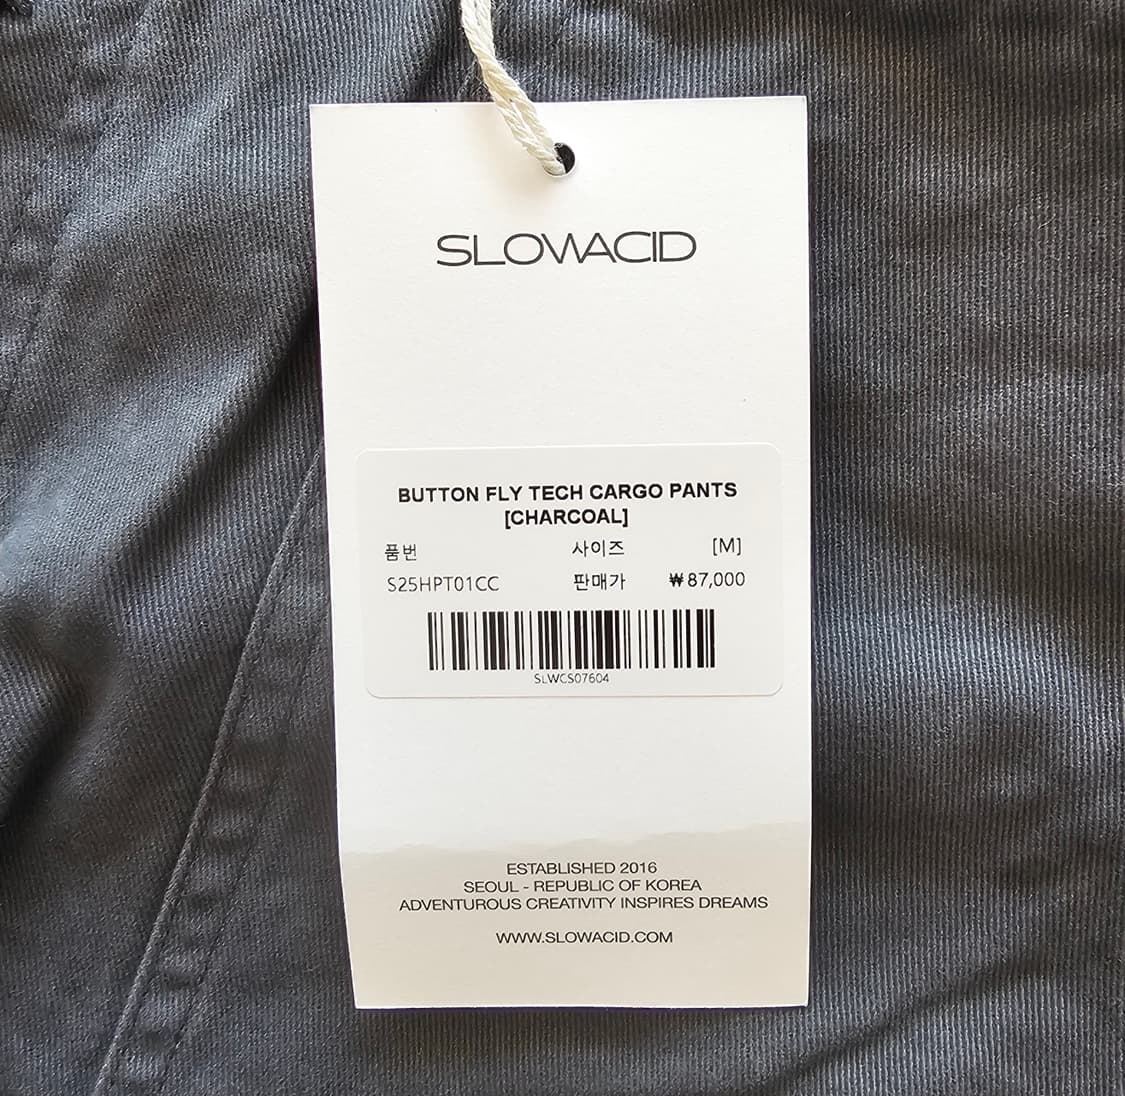 SLOWACID
BUTTON FLY TECH CARGO PANTS
[CHARCOAL]
품번 사이즈 [M]
S25HPT01CC 판매가 ₩87,000
SLWCS07604
ESTABLISHED 2016
SEOUL - REPUBLIC OF KOREA
ADVENTUROUS CREATIVITY INSPIRES DREAMS
WWW.SLOWACID.COM